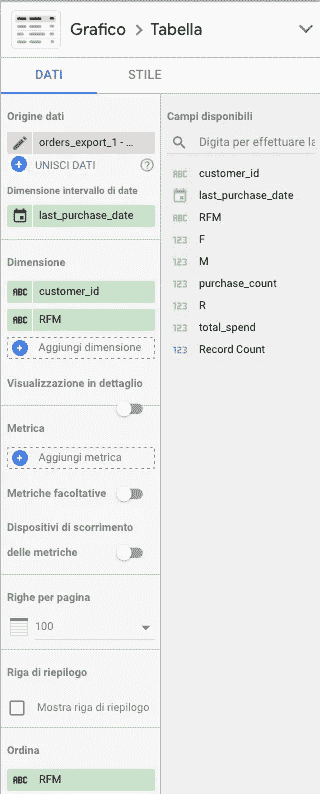 Grafico > Tabella
DATI
STILE
Origine dati
orders_export_1 - ...
UNISCI DATI
Dimensione intervallo di date
last_purchase_date
Dimensione
ABC customer_id
ABC RFM
Aggiungi dimensione
Visualizzazione in dettaglio
Metrica
Aggiungi metrica
Metriche facoltative
Dispositivi di scorrimento
delle metriche
Righe per pagina
100
Riga di riepilogo
Mostra riga di riepilogo
Ordina
ABC RFM
Campi disponibili
Digita per effettuare la
ABC customer_id
last_purchase_date
ABC RFM
123 F
123 M
123 purchase_count
123 R
123 total_spend
123 Record Count